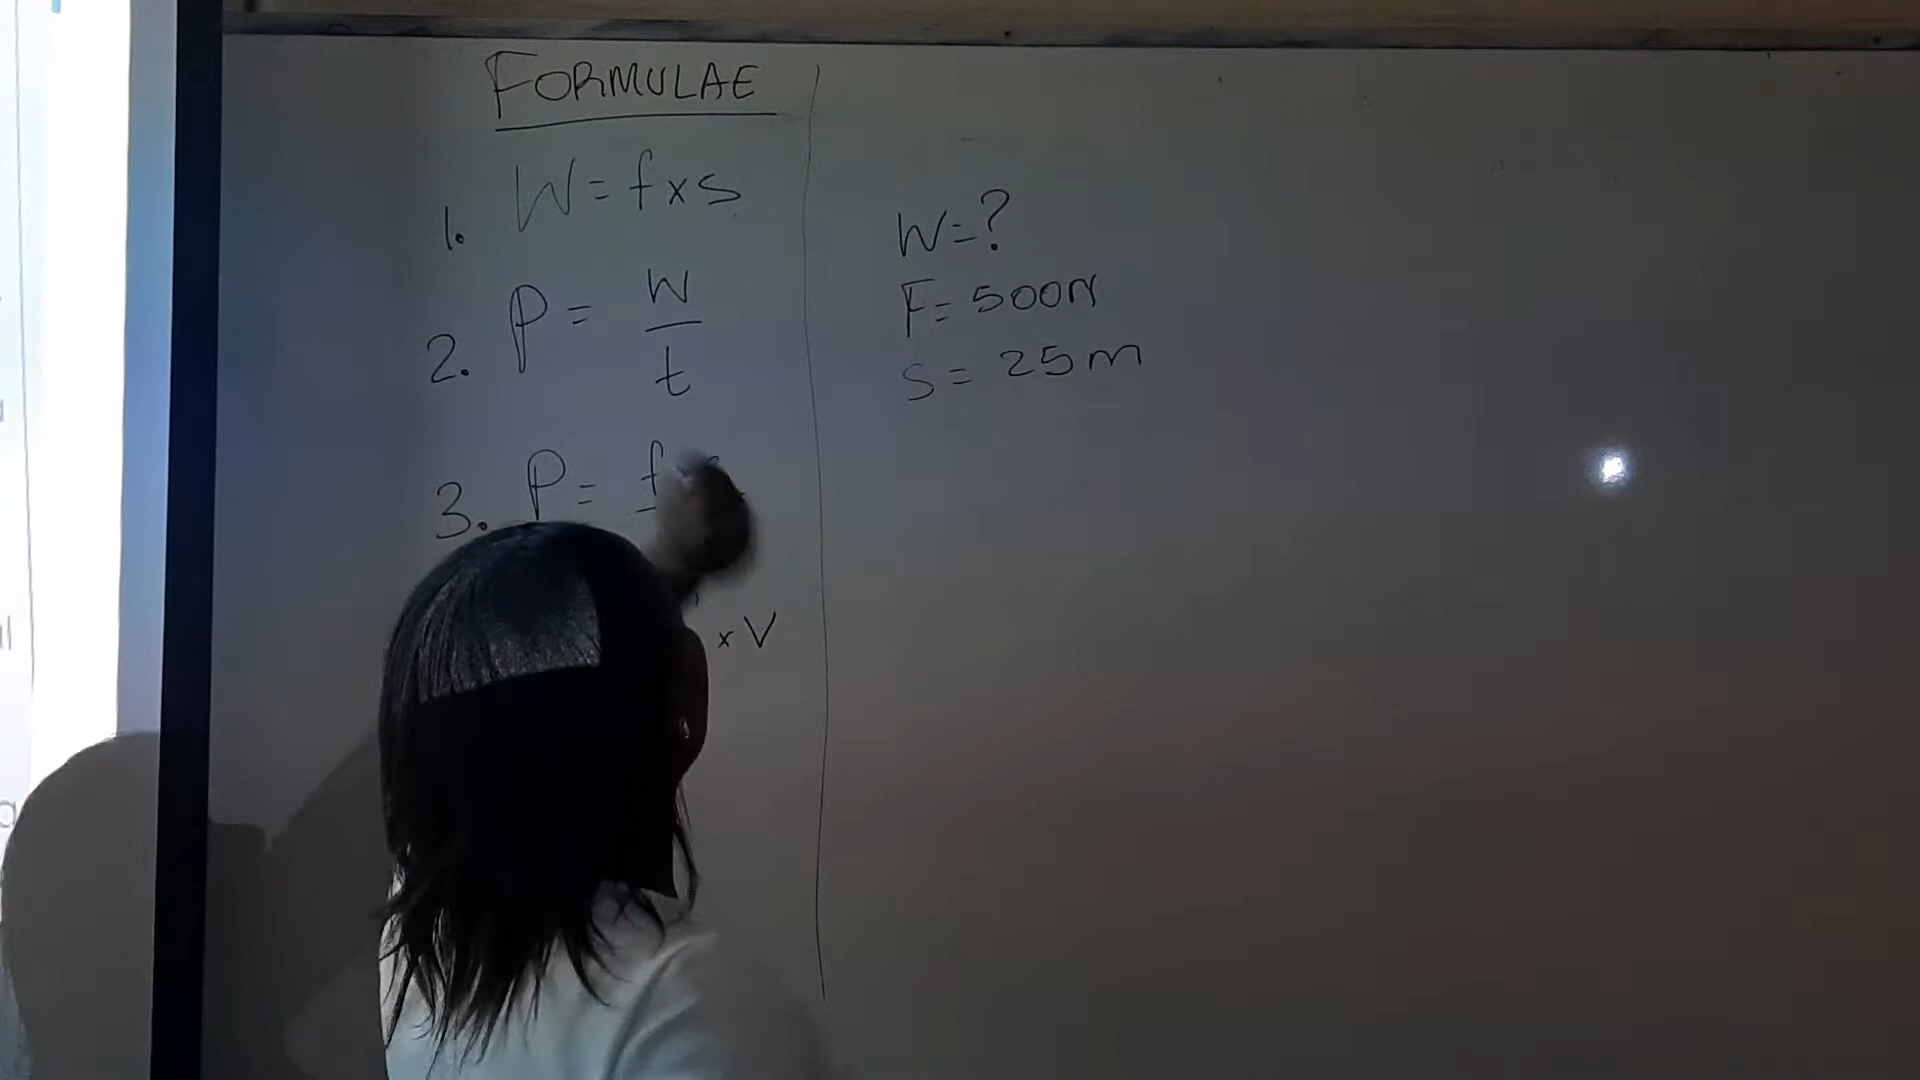 FORMULAE
1. W = f x s
2. P = W
t
3. P = f
x V
W = ?
F = 500N
S = 25m